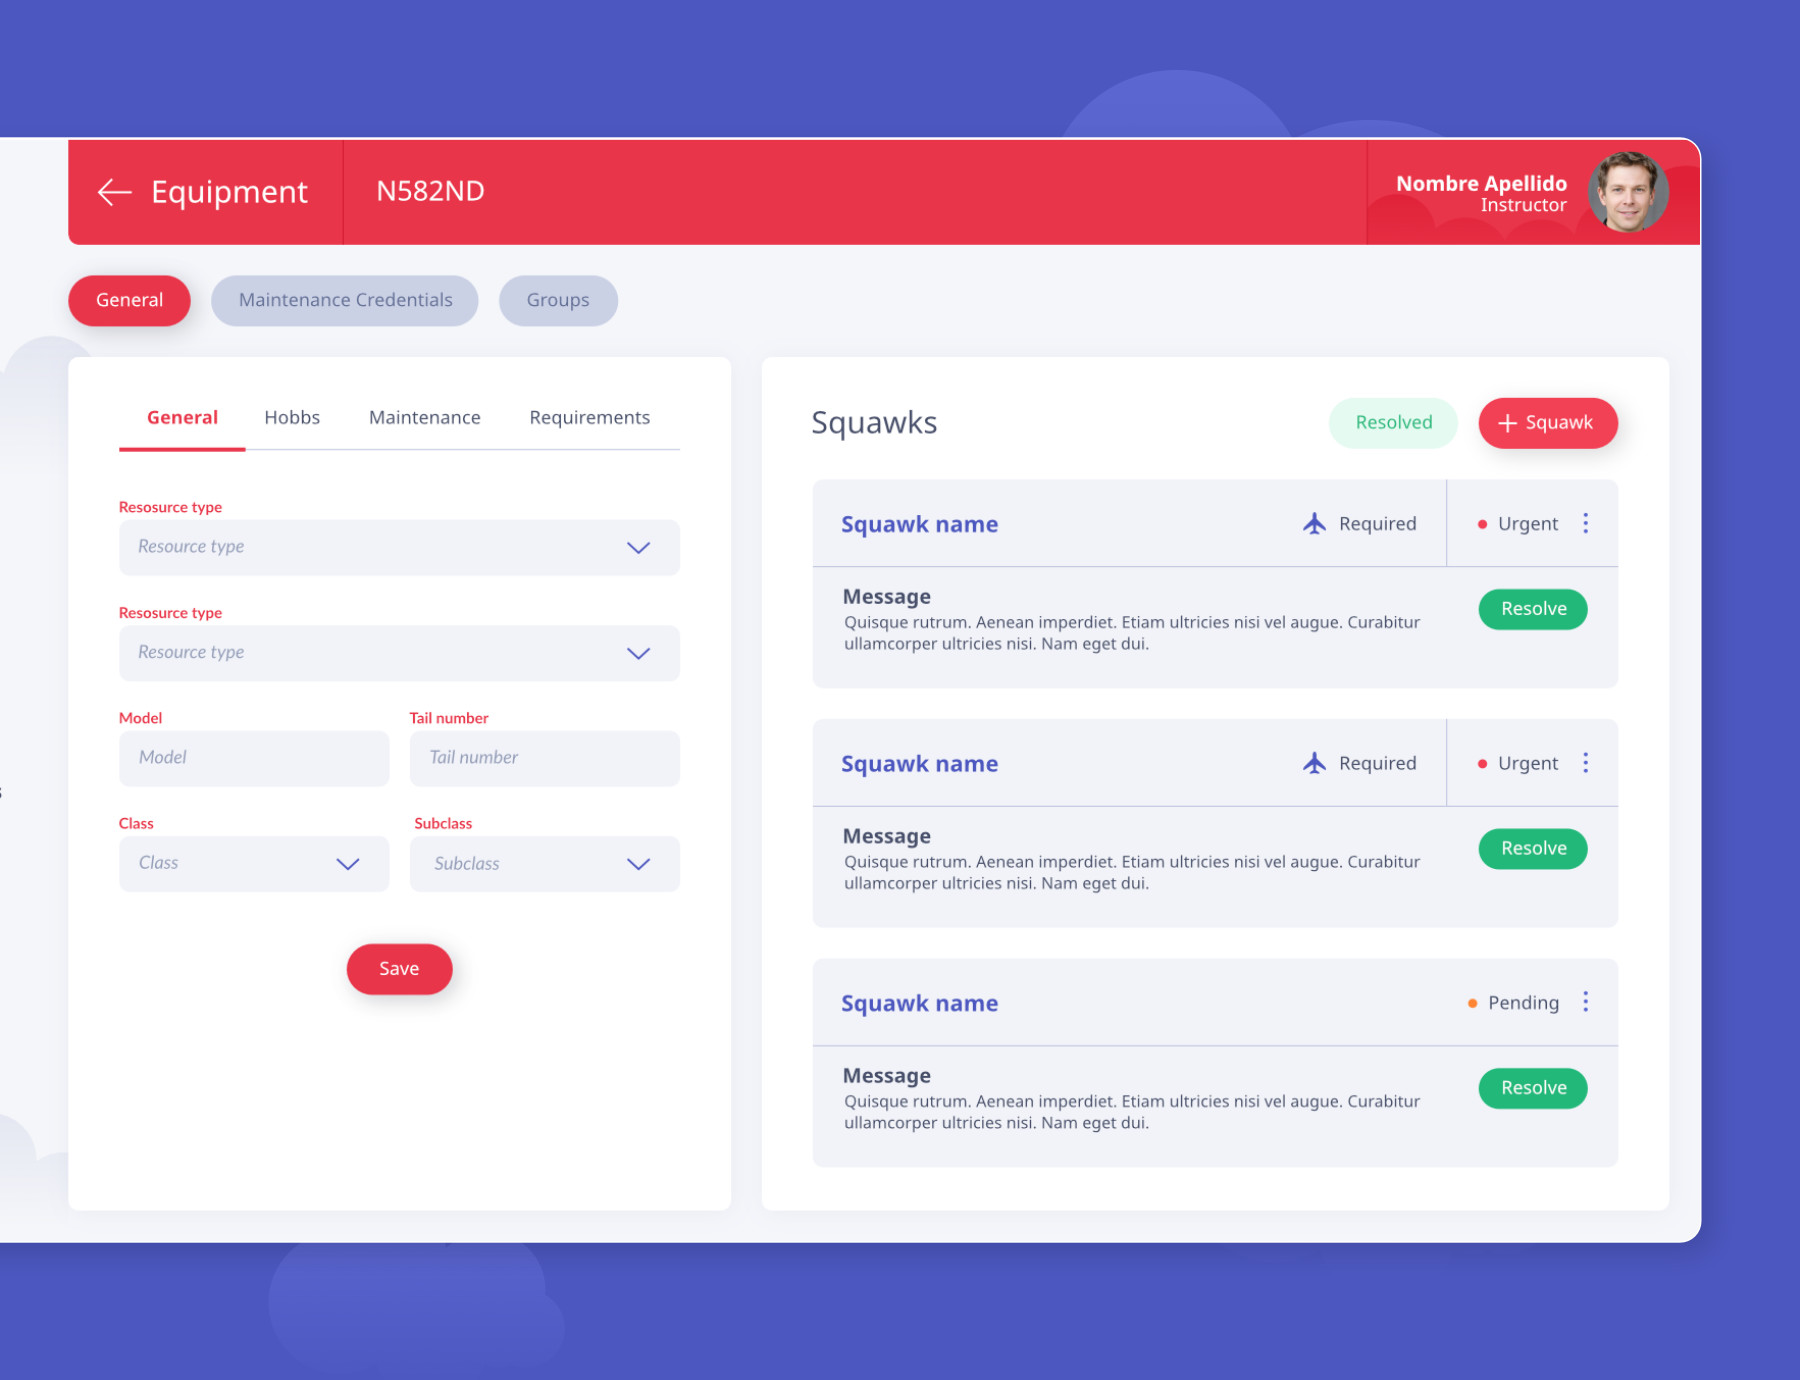 Equipment
N582ND
Nombre Apellido
Instructor
General
Maintenance Credentials
Groups
General
Hobbs
Maintenance
Requirements
Resosurce type
Resource type
Resosurce type
Resource type
Model
Tail number
Model
Tail number
Class
Subclass
Class
Subclass
Save
Squawks
Resolved
+ Squawk
Squawk name
Required
Urgent
Message
Quisque rutrum. Aenean imperdiet. Etiam ultricies nisi vel augue. Curabitur
ullamcorper ultricies nisi. Nam eget dui.
Resolve
Squawk name
Required
Urgent
Message
Quisque rutrum. Aenean imperdiet. Etiam ultricies nisi vel augue. Curabitur
ullamcorper ultricies nisi. Nam eget dui.
Resolve
Squawk name
Pending
Message
Quisque rutrum. Aenean imperdiet. Etiam ultricies nisi vel augue. Curabitur
ullamcorper ultricies nisi. Nam eget dui.
Resolve